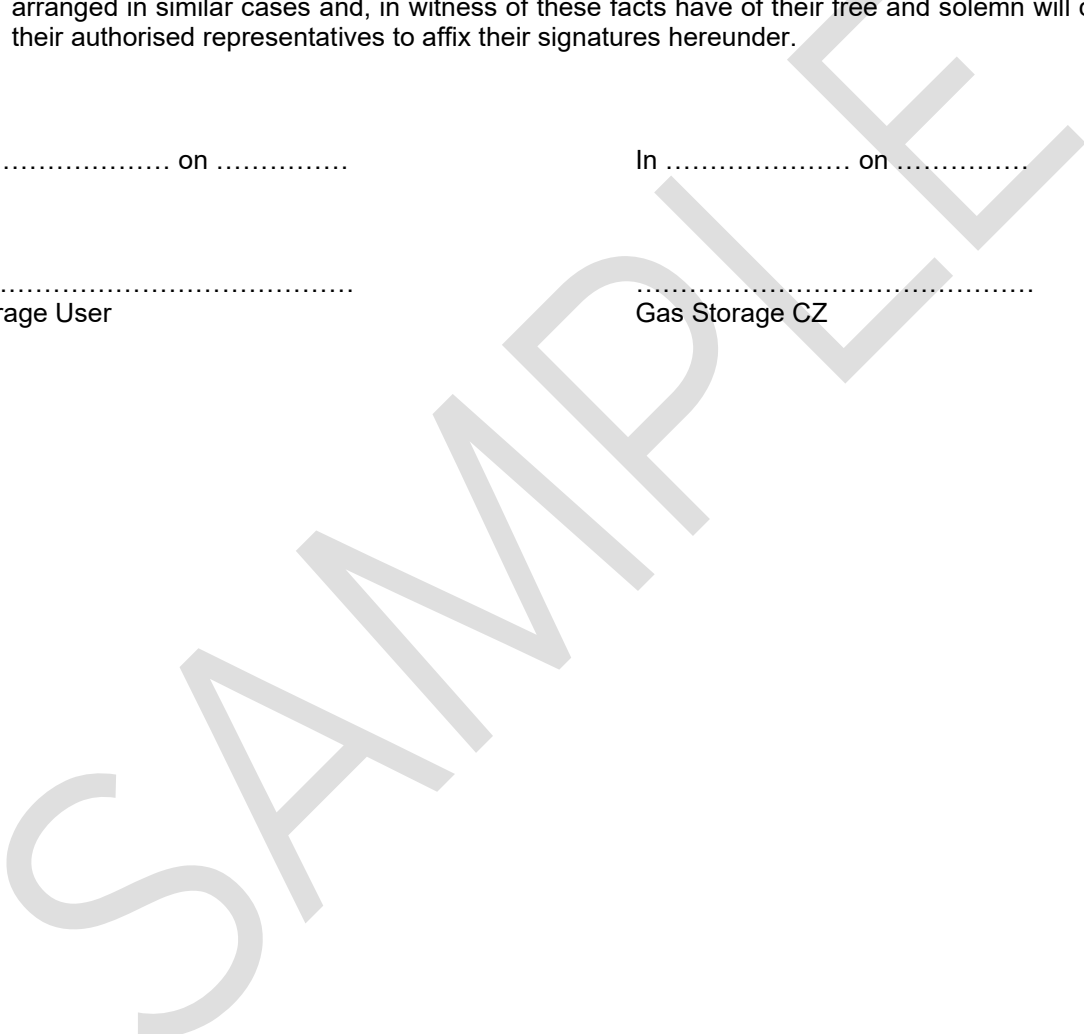 arranged in similar cases and, in witness of these facts have of their free and solemn will
their authorised representatives to affix their signatures hereunder.
……………… on ……………
In ………………… on ……………
……………………………………
………………………………………
rage User
Gas Storage CZ
SAMPLE